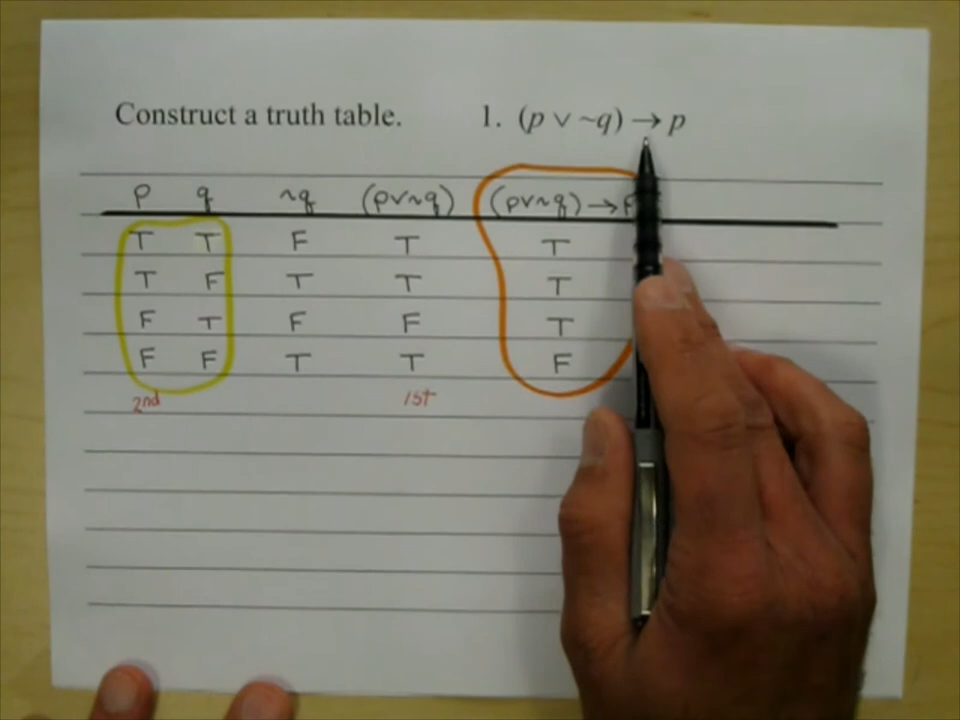 Construct a truth table. 1. (p ∨ ~q) → p
p q ~q (p∨~q) (p∨~q) → p
T T F T T
T F T T T
F T F F T
F F T T F
2nd 1st